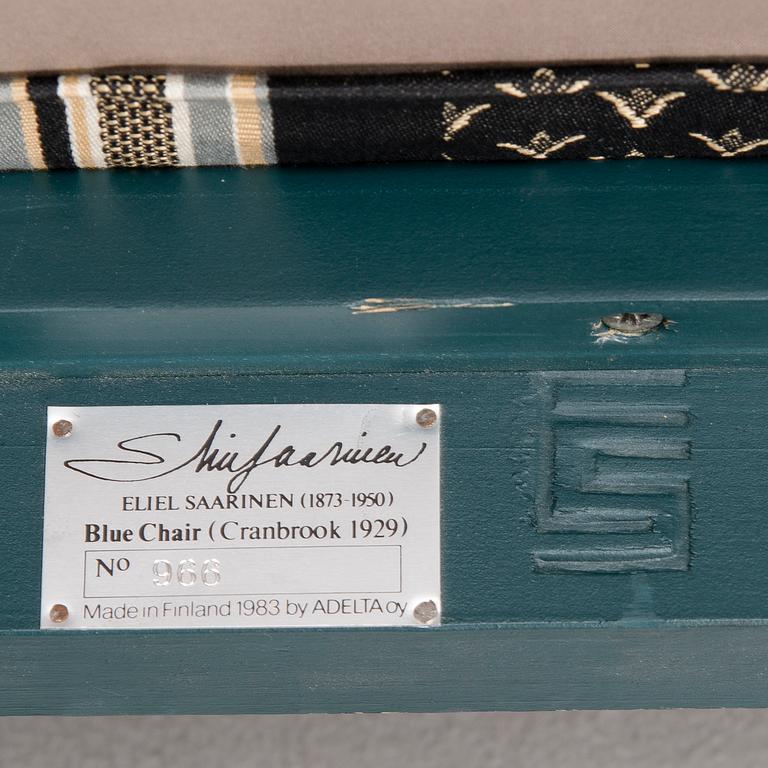 Eliel Saarinen
ELIEL SAARINEN (1873-1950)
Blue Chair (Cranbrook 1929)
No 966
Made in Finland 1983 by ADELTA oy